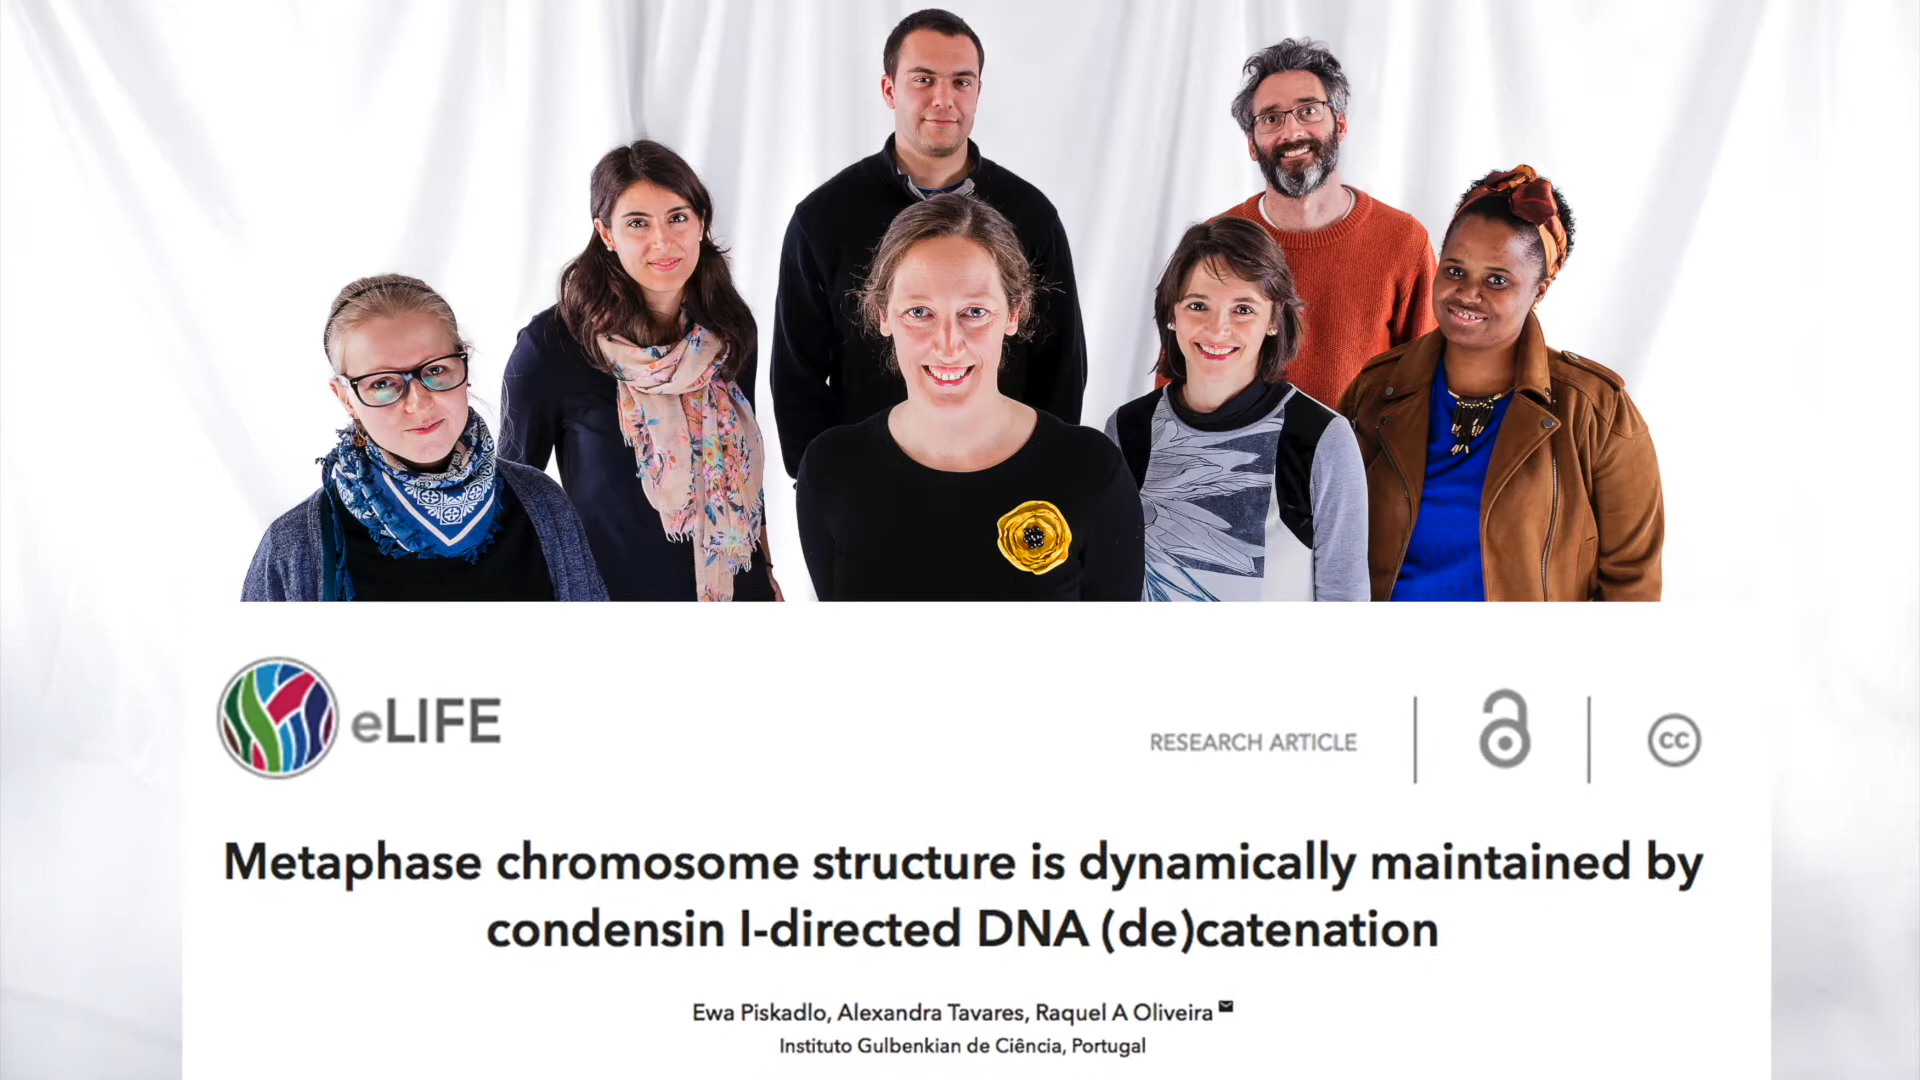 eLIFE
RESEARCH ARTICLE
cc
Metaphase chromosome structure is dynamically maintained by
condensin I-directed DNA (de)catenation
Ewa Piskadlo, Alexandra Tavares, Raquel A Oliveira
Instituto Gulbenkian de Ciência, Portugal